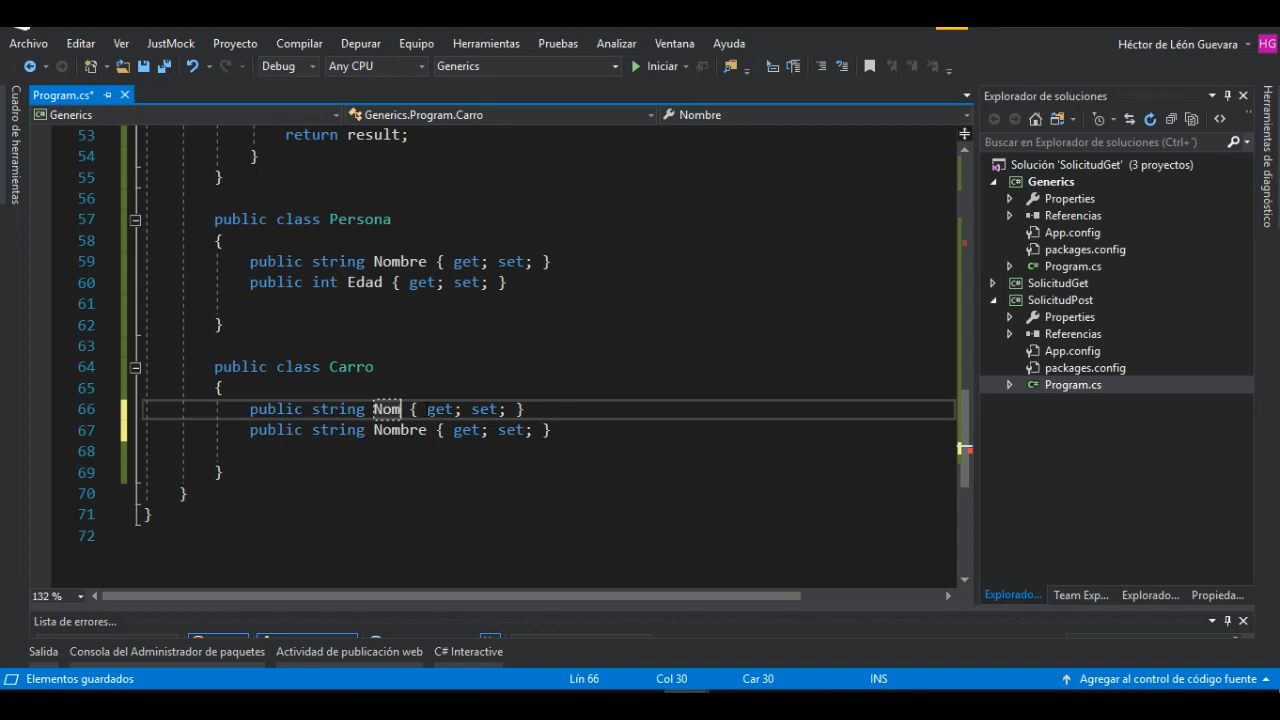 Archivo Editar Ver JustMock Proyecto Compilar Depurar Equipo Herramientas Pruebas Analizar Ventana Ayuda Héctor de Léon Guevara HG
Debug Any CPU Generics Iniciar
Program.cs*
Generics Generics.Program.Carro Nombre
Cuadro de herramientas
53 return result;
54 }
55 }
56
57 public class Persona
58 {
59 public string Nombre { get; set; }
60 public int Edad { get; set; }
61
62 }
63
64 public class Carro
65 {
66 public string Nom { get; set; }
67 public string Nombre { get; set; }
68
69 }
70 }
71 }
72
132 %
Explorador de soluciones
Buscar en Explorador de soluciones (Ctrl+ ̈)
Solución 'SolicitudGet' (3 proyectos)
Generics
Properties
Referencias
App.config
packages.config
C# Program.cs
SolicitudGet
SolicitudPost
Properties
Referencias
App.config
packages.config
C# Program.cs
Explorado... Team Exp... Explorado... Propieda...
Herramientas de diagnóstico
Lista de errores...
Salida Consola del Administrador de paquetes Actividad de publicación web C# Interactive
Elementos guardados Lín 66 Col 30 Car 30 INS Agregar al control de código fuente